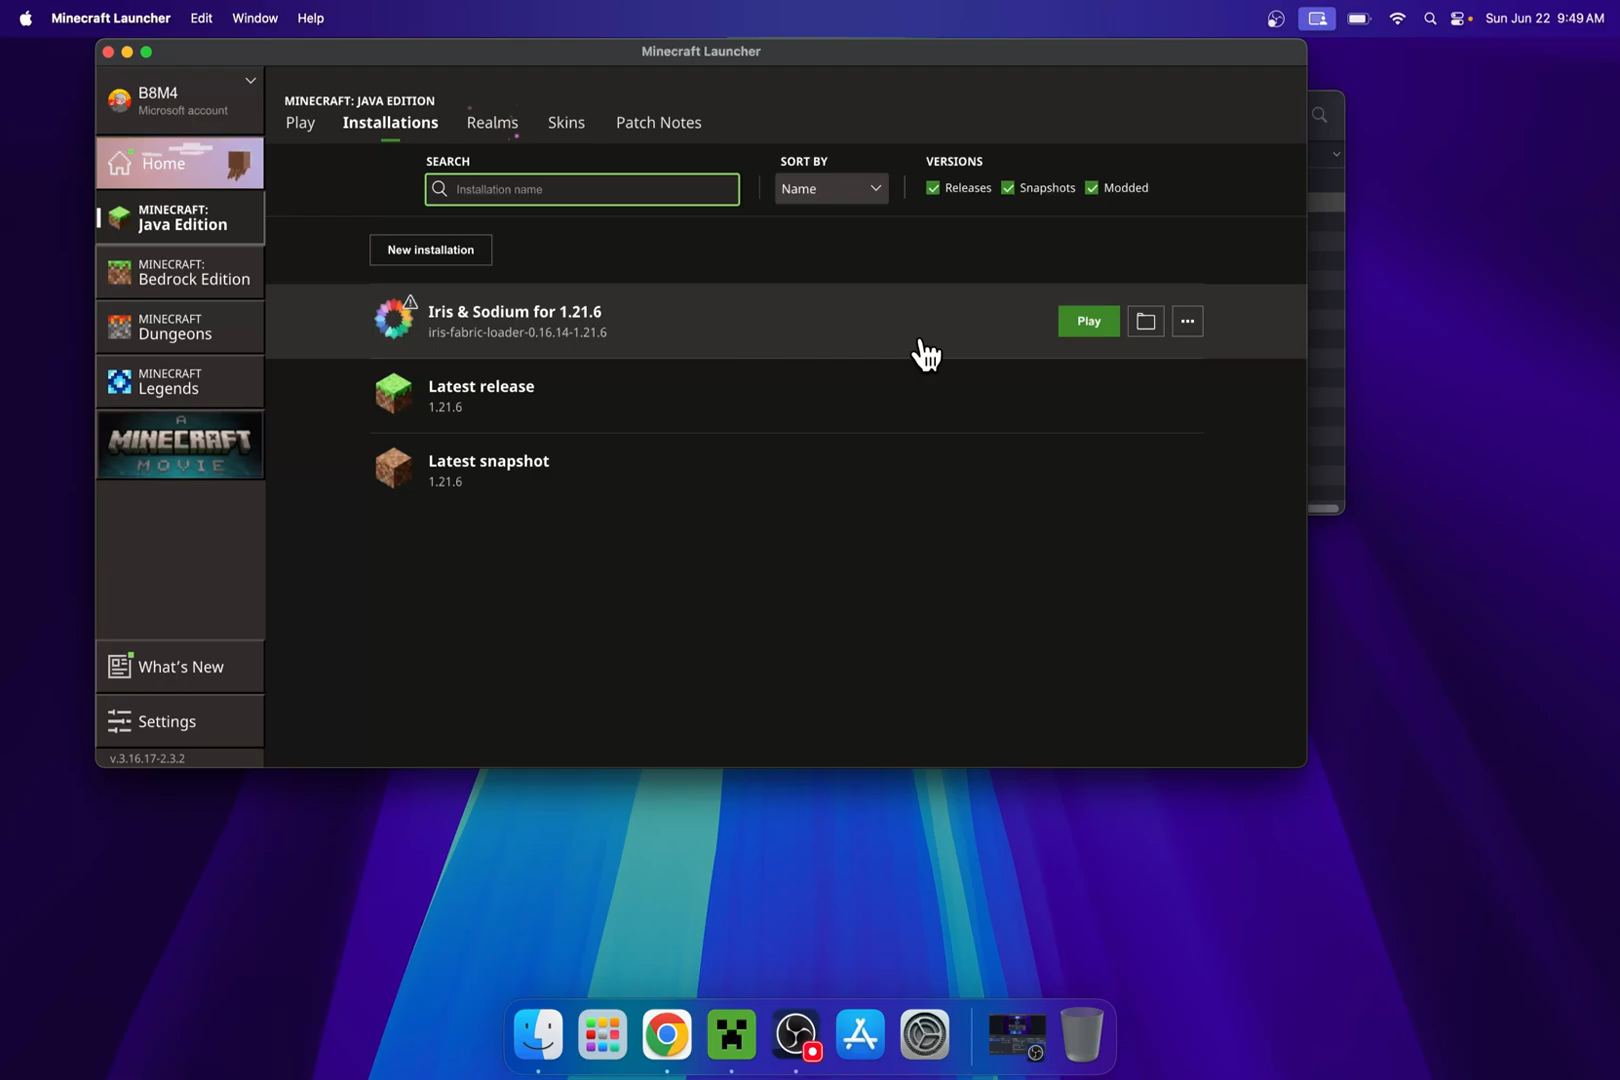 Minecraft Launcher Edit Window Help Sun Jun 22 9:49 AM
Minecraft Launcher
B8M4
Microsoft account
Home
MINECRAFT:
Java Edition
MINECRAFT:
Bedrock Edition
MINECRAFT
Dungeons
MINECRAFT
Legends
A
MINECRAFT
MOVIE
What's New
Settings
v.3.16.17-2.3.2
MINECRAFT: JAVA EDITION
Play Installations Realms Skins Patch Notes
SEARCH SORT BY VERSIONS
Installation name Name Releases Snapshots Modded
New installation
Iris & Sodium for 1.21.6
iris-fabric-loader-0.16.14-1.21.6
Play
Latest release
1.21.6
Latest snapshot
1.21.6